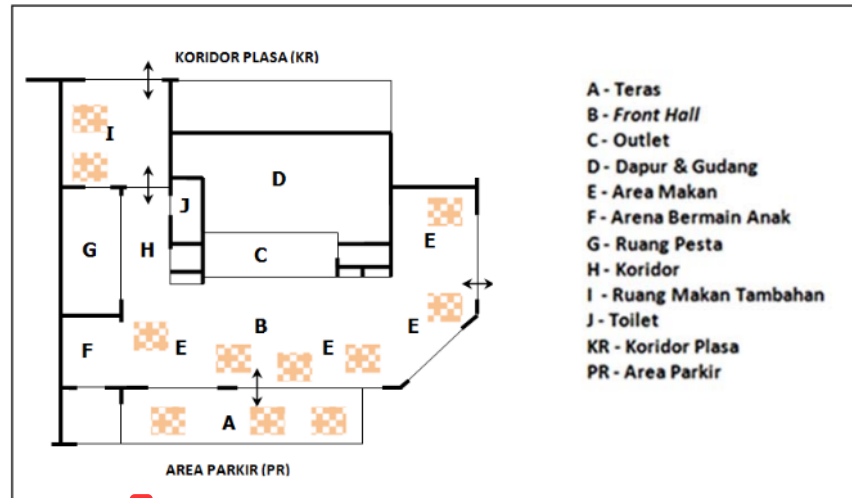 KORIDOR PLASA (KR)
I
D
J
G
H
C
E
E
B
E
E
F
A
AREA PARKIR (PR)
A - Teras
B - Front Hall
C - Outlet
D - Dapur & Gudang
E - Area Makan
F - Arena Bermain Anak
G - Ruang Pesta
H - Koridor
I - Ruang Makan Tambahan
J - Toilet
KR - Koridor Plasa
PR - Area Parkir